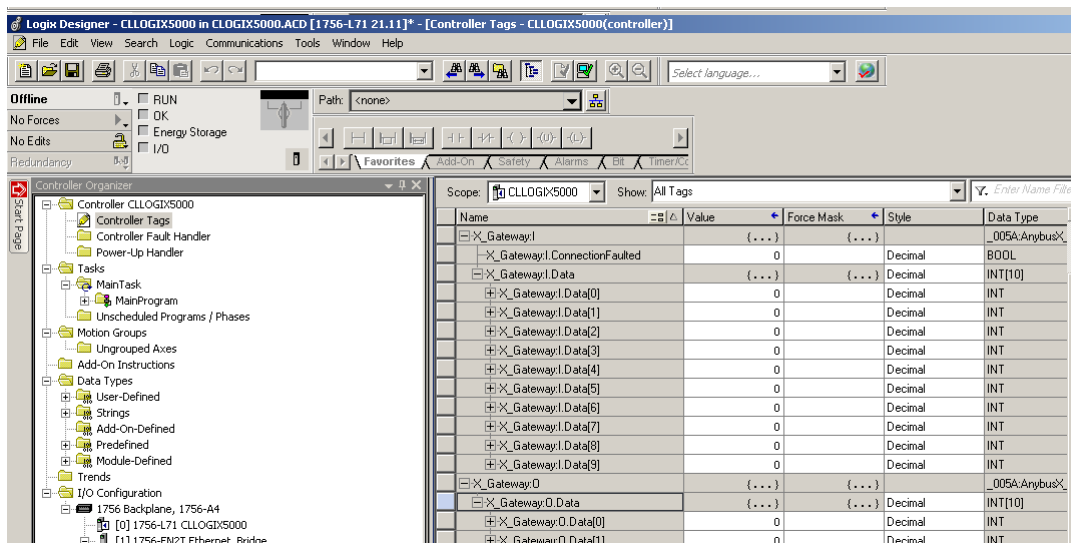 Logix Designer - CLLOGIX5000 in CLOGIX5000.ACD [1756-L71 21.11]* - [Controller Tags - CLLOGIX5000(controller)]
File Edit View Search Logic Communications Tools Window Help
Select language...
Offline
RUN
No Forces
OK
No Edits
Energy Storage
Redundancy
I/O
Path: <none>
Favorites Add-On Safety Alarms Bit Timer/Cc
Start Page
Controller Organizer
Controller CLLOGIX5000
Controller Tags
Controller Fault Handler
Power-Up Handler
Tasks
MainTask
MainProgram
Unscheduled Programs / Phases
Motion Groups
Ungrouped Axes
Add-On Instructions
Data Types
User-Defined
Strings
Add-On-Defined
Predefined
Module-Defined
Trends
I/O Configuration
1756 Backplane, 1756-A4
[0] 1756-L71 CLLOGIX5000
[1] 1756-EN2T Ethernet_Bridge
Scope: CLLOGIX5000 Show: All Tags Enter Name Filte
Name Value Force Mask Style Data Type
X_Gateway:I {...} {...} _005A:AnybusX_
X_Gateway:I.ConnectionFaulted 0 Decimal BOOL
X_Gateway:I.Data {...} {...} Decimal INT[10]
X_Gateway:I.Data[0] 0 Decimal INT
X_Gateway:I.Data[1] 0 Decimal INT
X_Gateway:I.Data[2] 0 Decimal INT
X_Gateway:I.Data[3] 0 Decimal INT
X_Gateway:I.Data[4] 0 Decimal INT
X_Gateway:I.Data[5] 0 Decimal INT
X_Gateway:I.Data[6] 0 Decimal INT
X_Gateway:I.Data[7] 0 Decimal INT
X_Gateway:I.Data[8] 0 Decimal INT
X_Gateway:I.Data[9] 0 Decimal INT
X_Gateway:O {...} {...} _005A:AnybusX_
X_Gateway:O.Data {...} {...} Decimal INT[10]
X_Gateway:O.Data[0] 0 Decimal INT
X_Gateway:O.Data[1] 0 Decimal INT